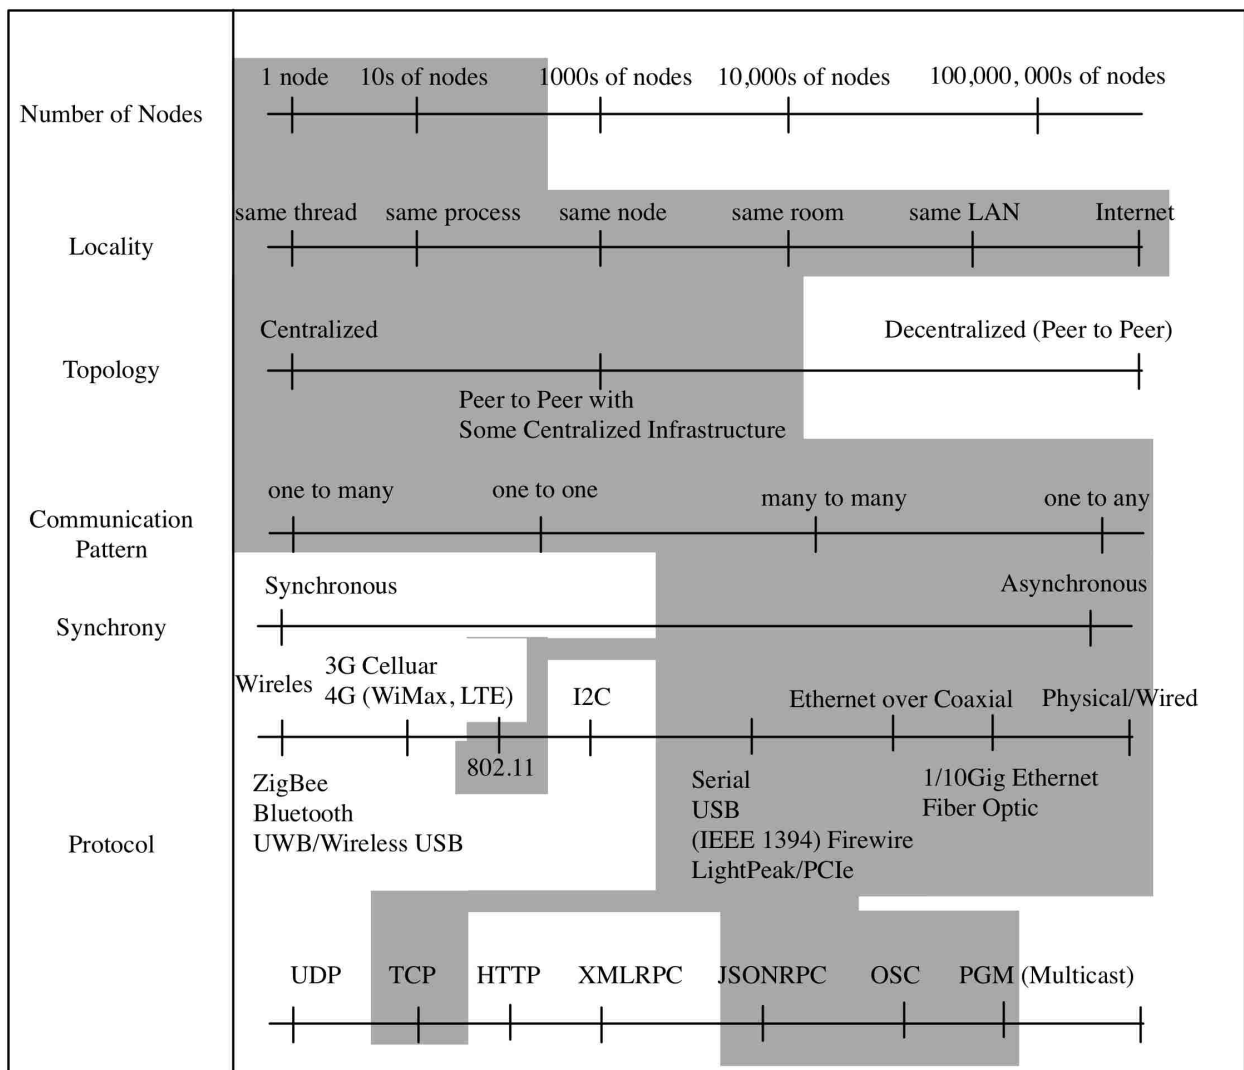 1 node 10s of nodes 1000s of nodes 10,000s of nodes 100,000, 000s of nodes
Number of Nodes
same thread same process same node same room same LAN Internet
Locality
Centralized Decentralized (Peer to Peer)
Topology
Peer to Peer with
Some Centralized Infrastructure
one to many one to one many to many one to any
Communication
Pattern
Synchronous Asynchronous
Synchrony
Wireles 3G Celluar
4G (WiMax, LTE) I2C Ethernet over Coaxial Physical/Wired
802.11
ZigBee
Bluetooth
UWB/Wireless USB
Serial
USB
(IEEE 1394) Firewire
LightPeak/PCIe
1/10Gig Ethernet
Fiber Optic
Protocol
UDP TCP HTTP XMLRPC JSONRPC OSC PGM (Multicast)